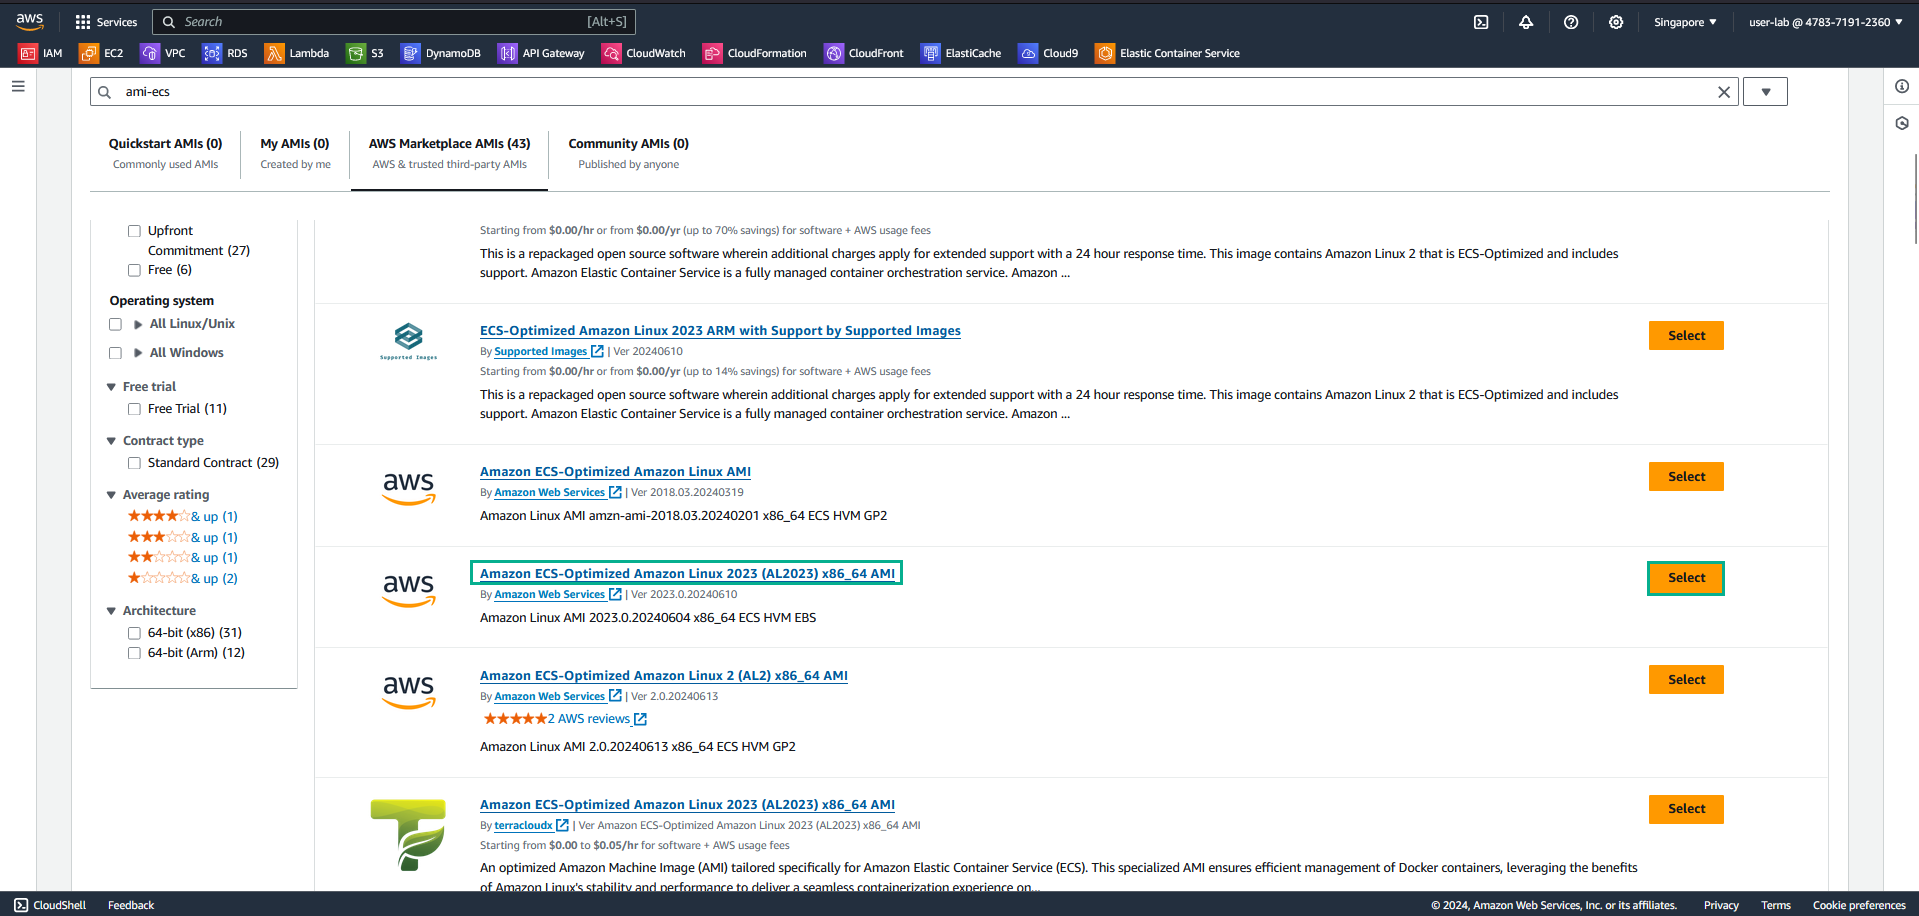 aws
Services
Search
[Alt+S]
Singapore
user-lab @ 4783-7191-2360
IAM
EC2
VPC
RDS
Lambda
S3
DynamoDB
API Gateway
CloudWatch
CloudFormation
CloudFront
ElastiCache
Cloud9
Elastic Container Service
ami-ecs
Quickstart AMIs (0)
Commonly used AMIs
My AMIs (0)
Created by me
AWS Marketplace AMIs (43)
AWS & trusted third-party AMIs
Community AMIs (0)
Published by anyone
Upfront
Commitment (27)
Free (6)
Operating system
All Linux/Unix
All Windows
Free trial
Free Trial (11)
Contract type
Standard Contract (29)
Average rating
& up (1)
& up (1)
& up (1)
& up (2)
Architecture
64-bit (x86) (31)
64-bit (Arm) (12)
Starting from $0.00/hr or from $0.00/yr (up to 70% savings) for software + AWS usage fees
This is a repackaged open source software wherein additional charges apply for extended support with a 24 hour response time. This image contains Amazon Linux 2 that is ECS-Optimized and includes
support. Amazon Elastic Container Service is a fully managed container orchestration service. Amazon ...
Supported Images
ECS-Optimized Amazon Linux 2023 ARM with Support by Supported Images
Select
By Supported Images | Ver 20240610
Starting from $0.00/hr or from $0.00/yr (up to 14% savings) for software + AWS usage fees
This is a repackaged open source software wherein additional charges apply for extended support with a 24 hour response time. This image contains Amazon Linux 2 that is ECS-Optimized and includes
support. Amazon Elastic Container Service is a fully managed container orchestration service. Amazon ...
aws
Amazon ECS-Optimized Amazon Linux AMI
Select
By Amazon Web Services | Ver 2018.03.20240319
Amazon Linux AMI amzn-ami-2018.03.20240201 x86_64 ECS HVM GP2
aws
Amazon ECS-Optimized Amazon Linux 2023 (AL2023) x86_64 AMI
Select
By Amazon Web Services | Ver 2023.0.20240610
Amazon Linux AMI 2023.0.20240604 x86_64 ECS HVM EBS
aws
Amazon ECS-Optimized Amazon Linux 2 (AL2) x86_64 AMI
Select
By Amazon Web Services | Ver 2.0.20240613
2 AWS reviews
Amazon Linux AMI 2.0.20240613 x86_64 ECS HVM GP2
Amazon ECS-Optimized Amazon Linux 2023 (AL2023) x86_64 AMI
Select
By terracloudx | Ver Amazon ECS-Optimized Amazon Linux 2023 (AL2023) x86_64 AMI
Starting from $0.00 to $0.05/hr for software + AWS usage fees
An optimized Amazon Machine Image (AMI) tailored specifically for Amazon Elastic Container Service (ECS). This specialized AMI ensures efficient management of Docker containers, leveraging the benefits
of Amazon Linux's stability and performance to deliver a seamless containerization experience on...
CloudShell
Feedback
© 2024, Amazon Web Services, Inc. or its affiliates.
Privacy
Terms
Cookie preferences